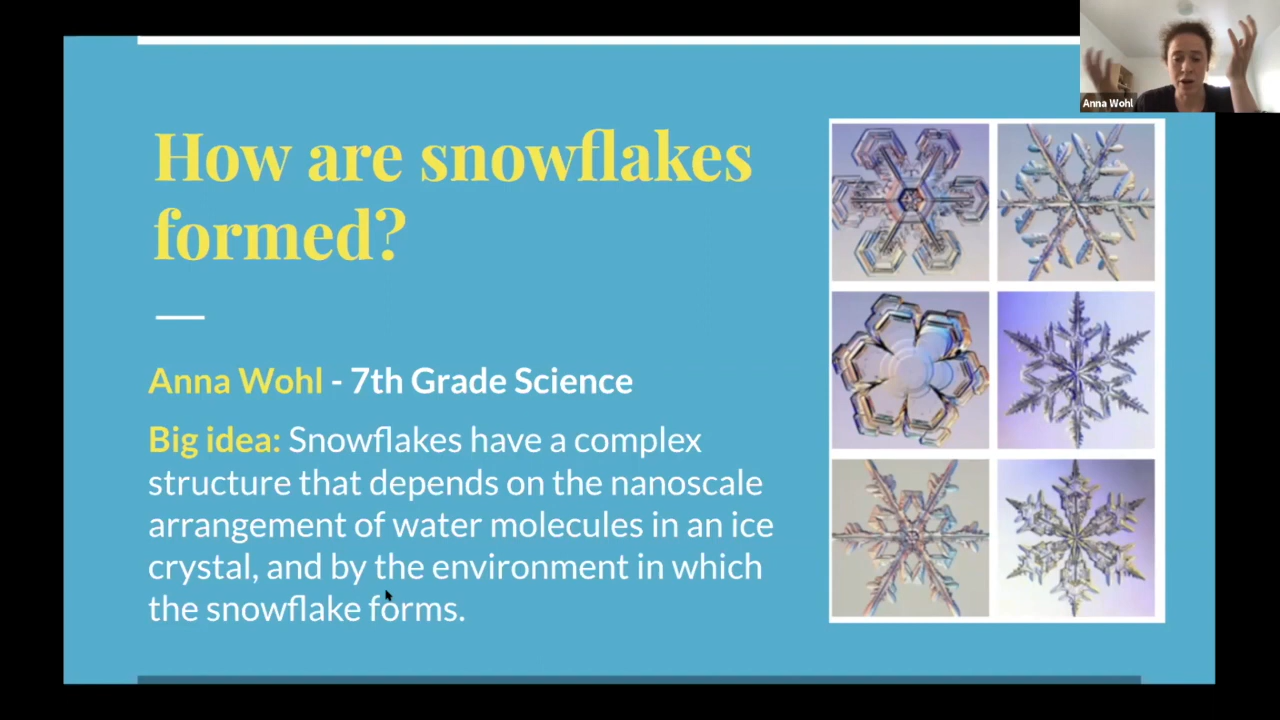 Anna Wohl
How are snowflakes
formed?
Anna Wohl - 7th Grade Science
Big idea: Snowflakes have a complex
structure that depends on the nanoscale
arrangement of water molecules in an ice
crystal, and by the environment in which
the snowflake forms.